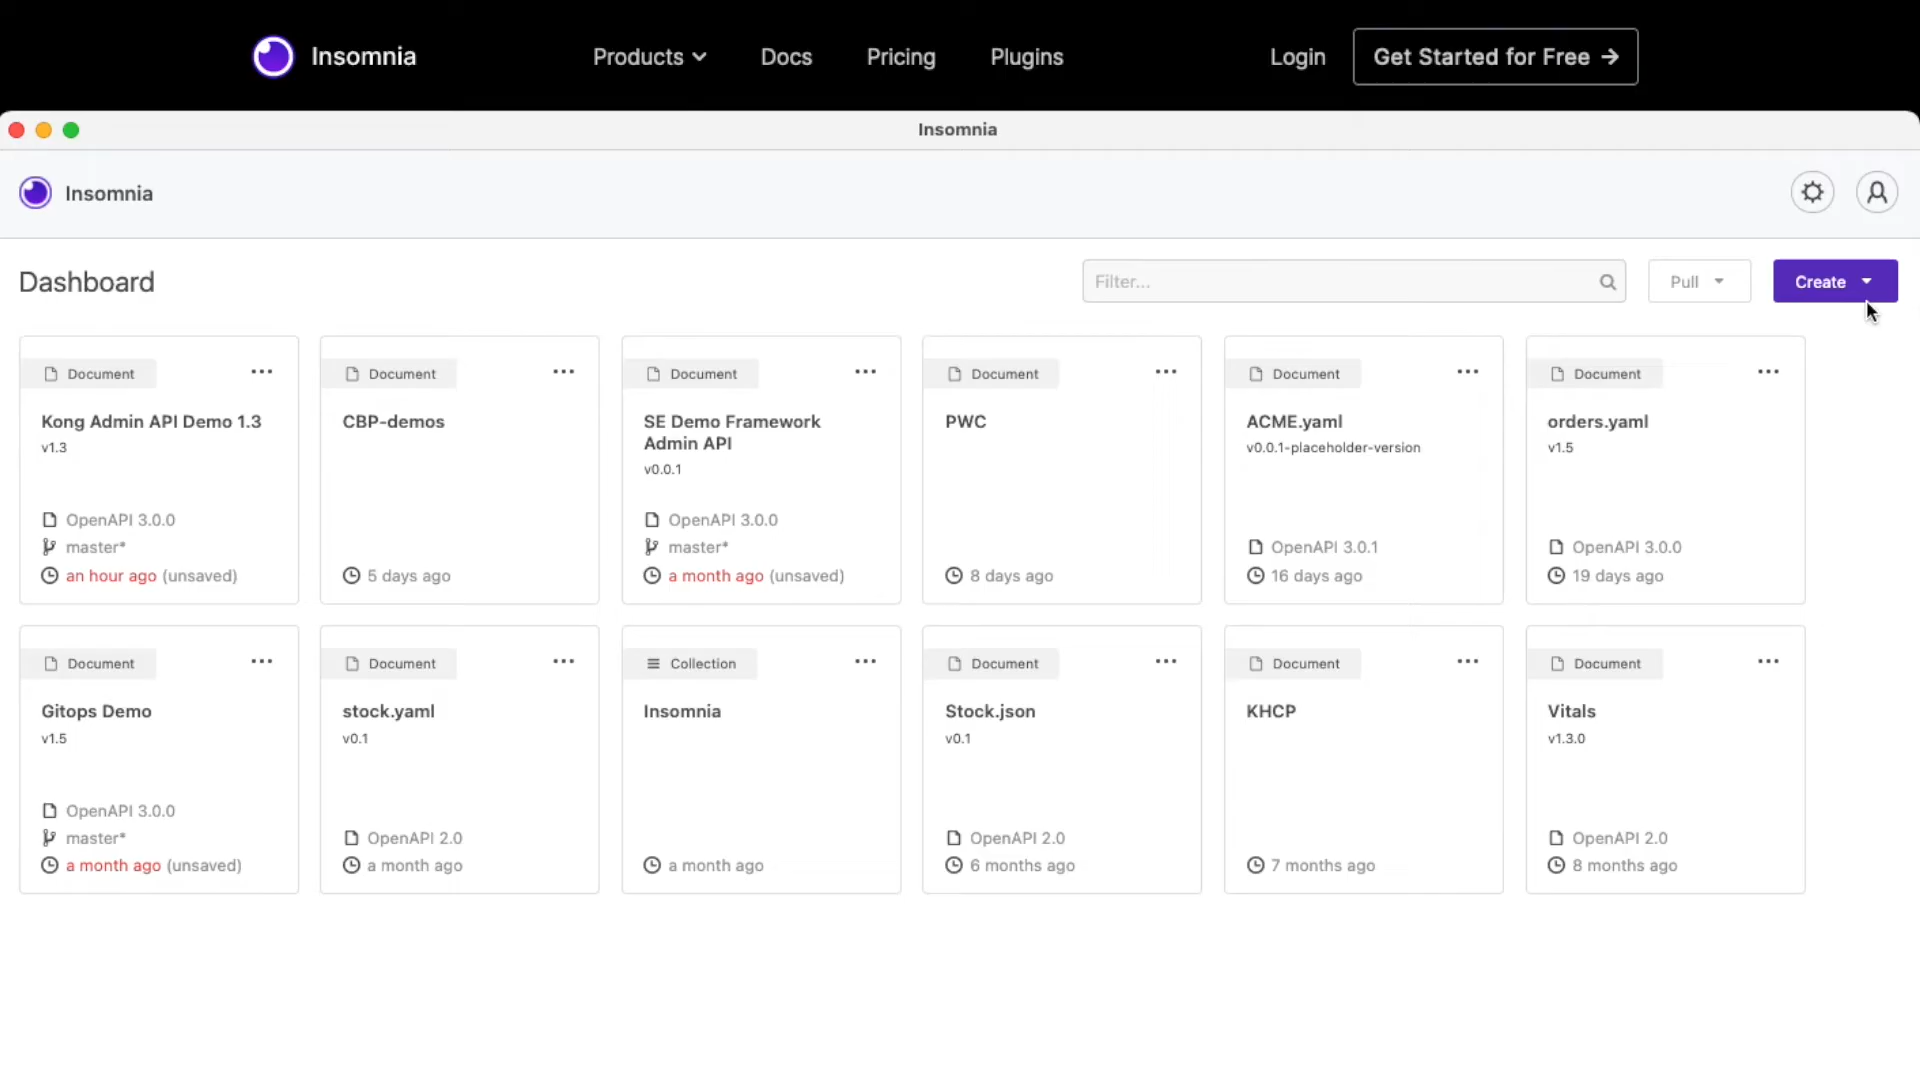 Insomnia
Products
Docs
Pricing
Plugins
Login
Get Started for Free →
Insomnia
Insomnia
Dashboard
Filter...
Pull
Create
Document
Kong Admin API Demo 1.3
v1.3
OpenAPI 3.0.0
master*
an hour ago (unsaved)
Document
CBP-demos
5 days ago
Document
SE Demo Framework
Admin API
v0.0.1
OpenAPI 3.0.0
master*
a month ago (unsaved)
Document
PWC
8 days ago
Document
ACME.yaml
v0.0.1-placeholder-version
OpenAPI 3.0.1
16 days ago
Document
orders.yaml
v1.5
OpenAPI 3.0.0
19 days ago
Document
Gitops Demo
v1.5
OpenAPI 3.0.0
master*
a month ago (unsaved)
Document
stock.yaml
v0.1
OpenAPI 2.0
a month ago
Collection
Insomnia
a month ago
Document
Stock.json
v0.1
OpenAPI 2.0
6 months ago
Document
KHCP
7 months ago
Document
Vitals
v1.3.0
OpenAPI 2.0
8 months ago